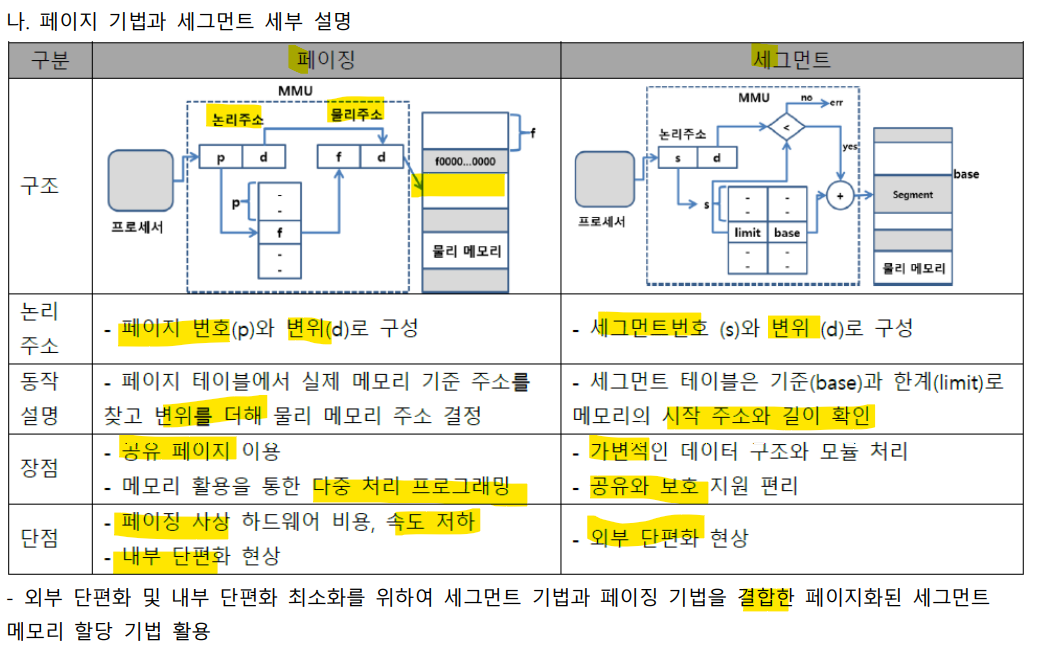 나. 페이지 기법과 세그먼트 세부 설명
구분
페이징
세그먼트
구조
MMU
논리주소
물리주소
p d
f d
프로세서
p
-
-
f
-
-
f
f0000...0000
물리 메모리
MMU
no
err
논리주소
<
s d
yes
프로세서
s
- -
- -
limit base
- -
- -
+
base
Segment
물리 메모리
논리
주소
- 페이지 번호(p)와 변위(d)로 구성
- 세그먼트번호 (s)와 변위 (d)로 구성
동작
설명
- 페이지 테이블에서 실제 메모리 기준 주소를
찾고 변위를 더해 물리 메모리 주소 결정
- 세그먼트 테이블은 기준(base)과 한계(limit)로
메모리의 시작 주소와 길이 확인
장점
- 공유 페이지 이용
- 메모리 활용을 통한 다중 처리 프로그래밍
- 가변적인 데이터 구조와 모듈 처리
- 공유와 보호 지원 편리
단점
- 페이징 사상 하드웨어 비용, 속도 저하
- 내부 단편화 현상
- 외부 단편화 현상
- 외부 단편화 및 내부 단편화 최소화를 위하여 세그먼트 기법과 페이징 기법을 결합한 페이지화된 세그먼트
메모리 할당 기법 활용